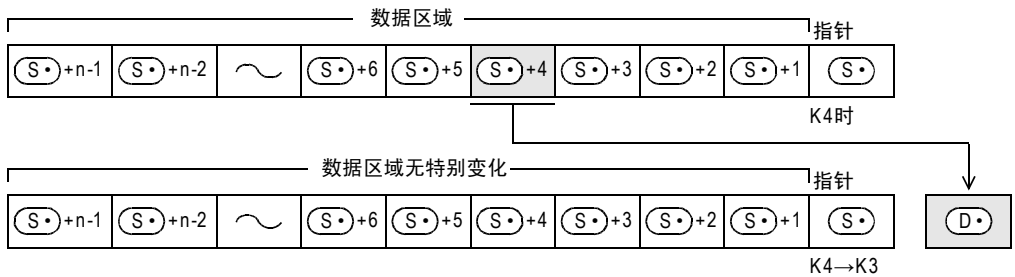 数据区域
指针
S· +n-1 S· +n-2 S· +6 S· +5 S· +4 S· +3 S· +2 S· +1 S·
K4时
数据区域无特别变化
指针
S· +n-1 S· +n-2 S· +6 S· +5 S· +4 S· +3 S· +2 S· +1 S· D·
K4→K3